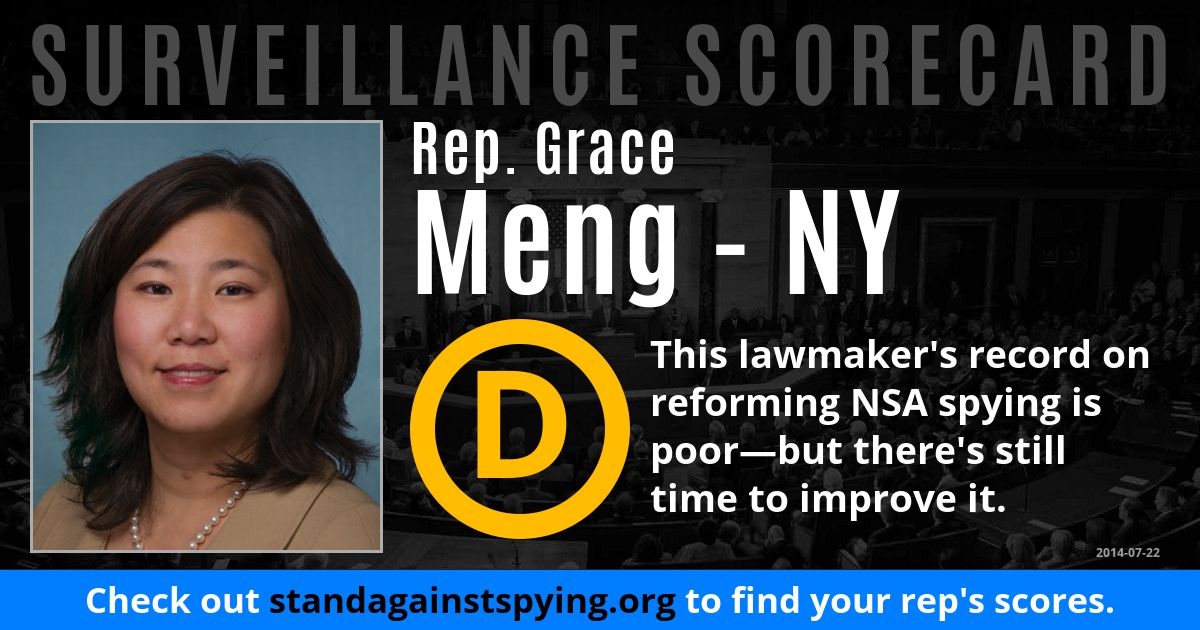 SURVEILLANCE SCORECARD
Rep. Grace
Meng - NY
D
This lawmaker's record on
reforming NSA spying is
poor—but there's still
time to improve it.
2014-07-22
Check out standagainstspying.org to find your rep's scores.